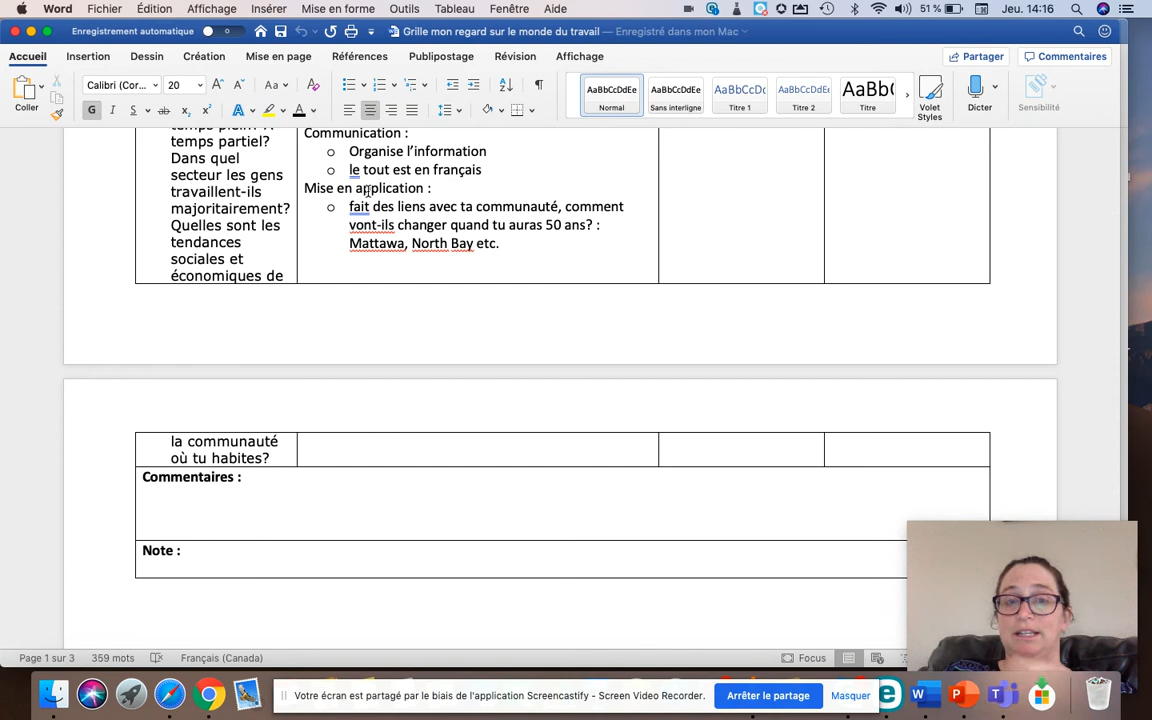 Word Fichier Édition Affichage Insérer Mise en forme Outils Tableau Fenêtre Aide 51 % Jeu. 14:16
Enregistrement automatique Grille mon regard sur le monde du travail — Enregistré dans mon Mac
Accueil Insertion Dessin Création Mise en page Références Publipostage Révision Affichage Partager Commentaires
Coller
Calibri (Cor... 20
G I S ab x₂ x²
AaBbCcDdEe AaBbCcDdEe AaBbCcDc AaBbCcDdEe AaBb(
Normal Sans interligne Titre 1 Titre 2 Titre
Volet Styles
Dicter
Sensibilité
temps plein? À
temps partiel?
Dans quel
secteur les gens
travaillent-ils
majoritairement?
Quelles sont les
tendances
sociales et
économiques de
Communication :
o Organise l’information
o le tout est en français
Mise en application :
o fait des liens avec ta communauté, comment
vont-ils changer quand tu auras 50 ans? :
Mattawa, North Bay etc.
la communauté
où tu habites?
Commentaires :
Note :
Page 1 sur 3 359 mots Français (Canada) Focus
Votre écran est partagé par le biais de l'application Screencastify - Screen Video Recorder. Arrêter le partage Masquer